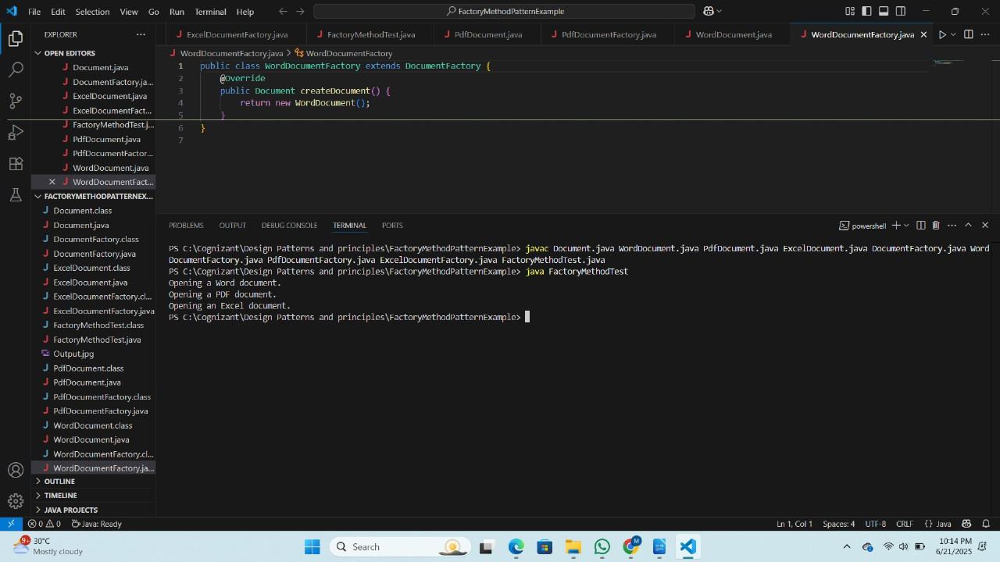 File Edit Selection View Go Run Terminal Help
FactoryMethodPatternExample
EXPLORER
ExcelDocumentFactory.java
FactoryMethodTest.java
PdfDocument.java
PdfDocumentFactory.java
WordDocument.java
WordDocumentFactory.java
OPEN EDITORS
Document.java
DocumentFactory.ja...
ExcelDocument.java
ExcelDocumentFact...
FactoryMethodTest.j...
PdfDocument.java
PdfDocumentFactor...
WordDocument.java
WordDocumentFact...
FACTORYMETHODPATTERNEX...
Document.class
Document.java
DocumentFactory.class
DocumentFactory.java
ExcelDocument.class
ExcelDocument.java
ExcelDocumentFactory.cl...
ExcelDocumentFactory.java
FactoryMethodTest.class
FactoryMethodTest.java
Output.jpg
PdfDocument.class
PdfDocument.java
PdfDocumentFactory.class
PdfDocumentFactory.java
WordDocument.class
WordDocument.java
WordDocumentFactory.cl...
WordDocumentFactory.ja...
OUTLINE
TIMELINE
JAVA PROJECTS
WordDocumentFactory.java > WordDocumentFactory
1 public class WordDocumentFactory extends DocumentFactory {
2 @Override
3 public Document createDocument() {
4 return new WordDocument();
5 }
6 }
7
PROBLEMS OUTPUT DEBUG CONSOLE TERMINAL PORTS
powershell
PS C:\Cognizant\Design Patterns and principles\FactoryMethodPatternExample> javac Document.java WordDocument.java PdfDocument.java ExcelDocument.java DocumentFactory.java Word
DocumentFactory.java PdfDocumentFactory.java ExcelDocumentFactory.java FactoryMethodTest.java
PS C:\Cognizant\Design Patterns and principles\FactoryMethodPatternExample> java FactoryMethodTest
Opening a Word document.
Opening a PDF document.
Opening an Excel document.
PS C:\Cognizant\Design Patterns and principles\FactoryMethodPatternExample>
0 0 Java: Ready
Ln 1, Col 1 Spaces: 4 UTF-8 CRLF {} Java
9+
30°C
Mostly cloudy
Search
M
10:14 PM
6/21/2025